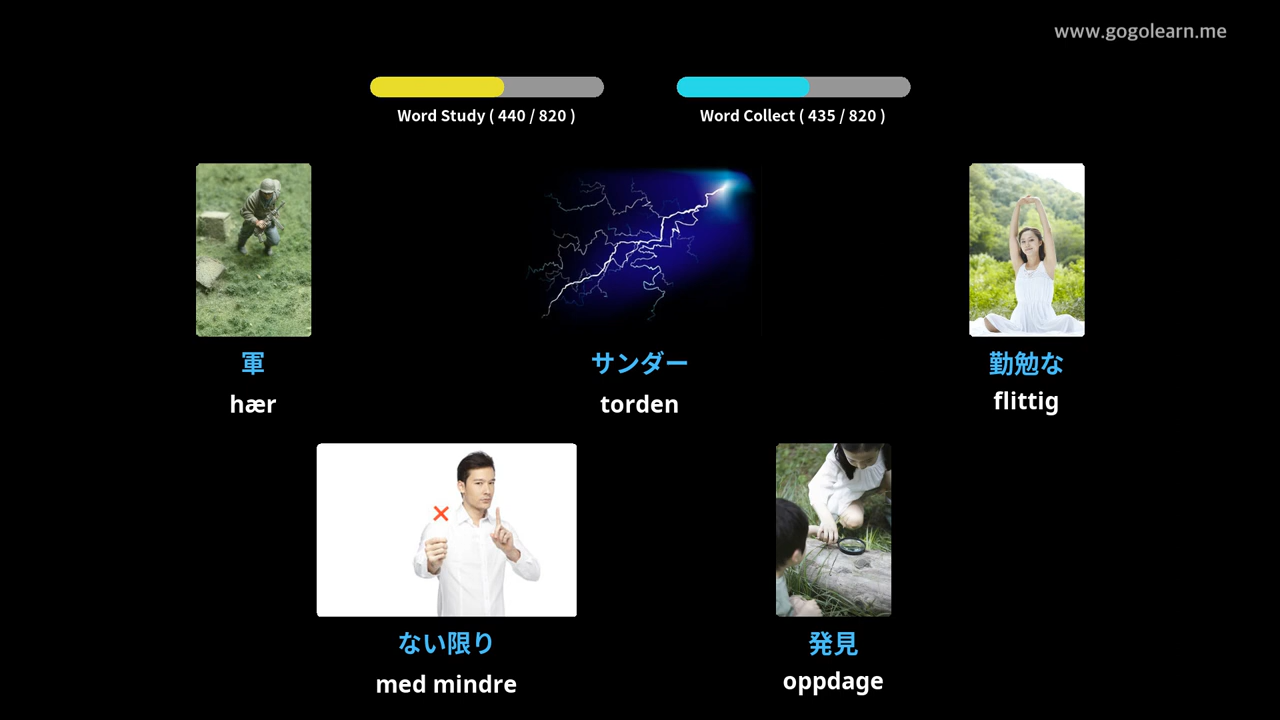 www.gogolearn.me
Word Study ( 440 / 820 )
Word Collect ( 435 / 820 )
軍
hær
サンダー
torden
勤勉な
flittig
ない限り
med mindre
発見
oppdage